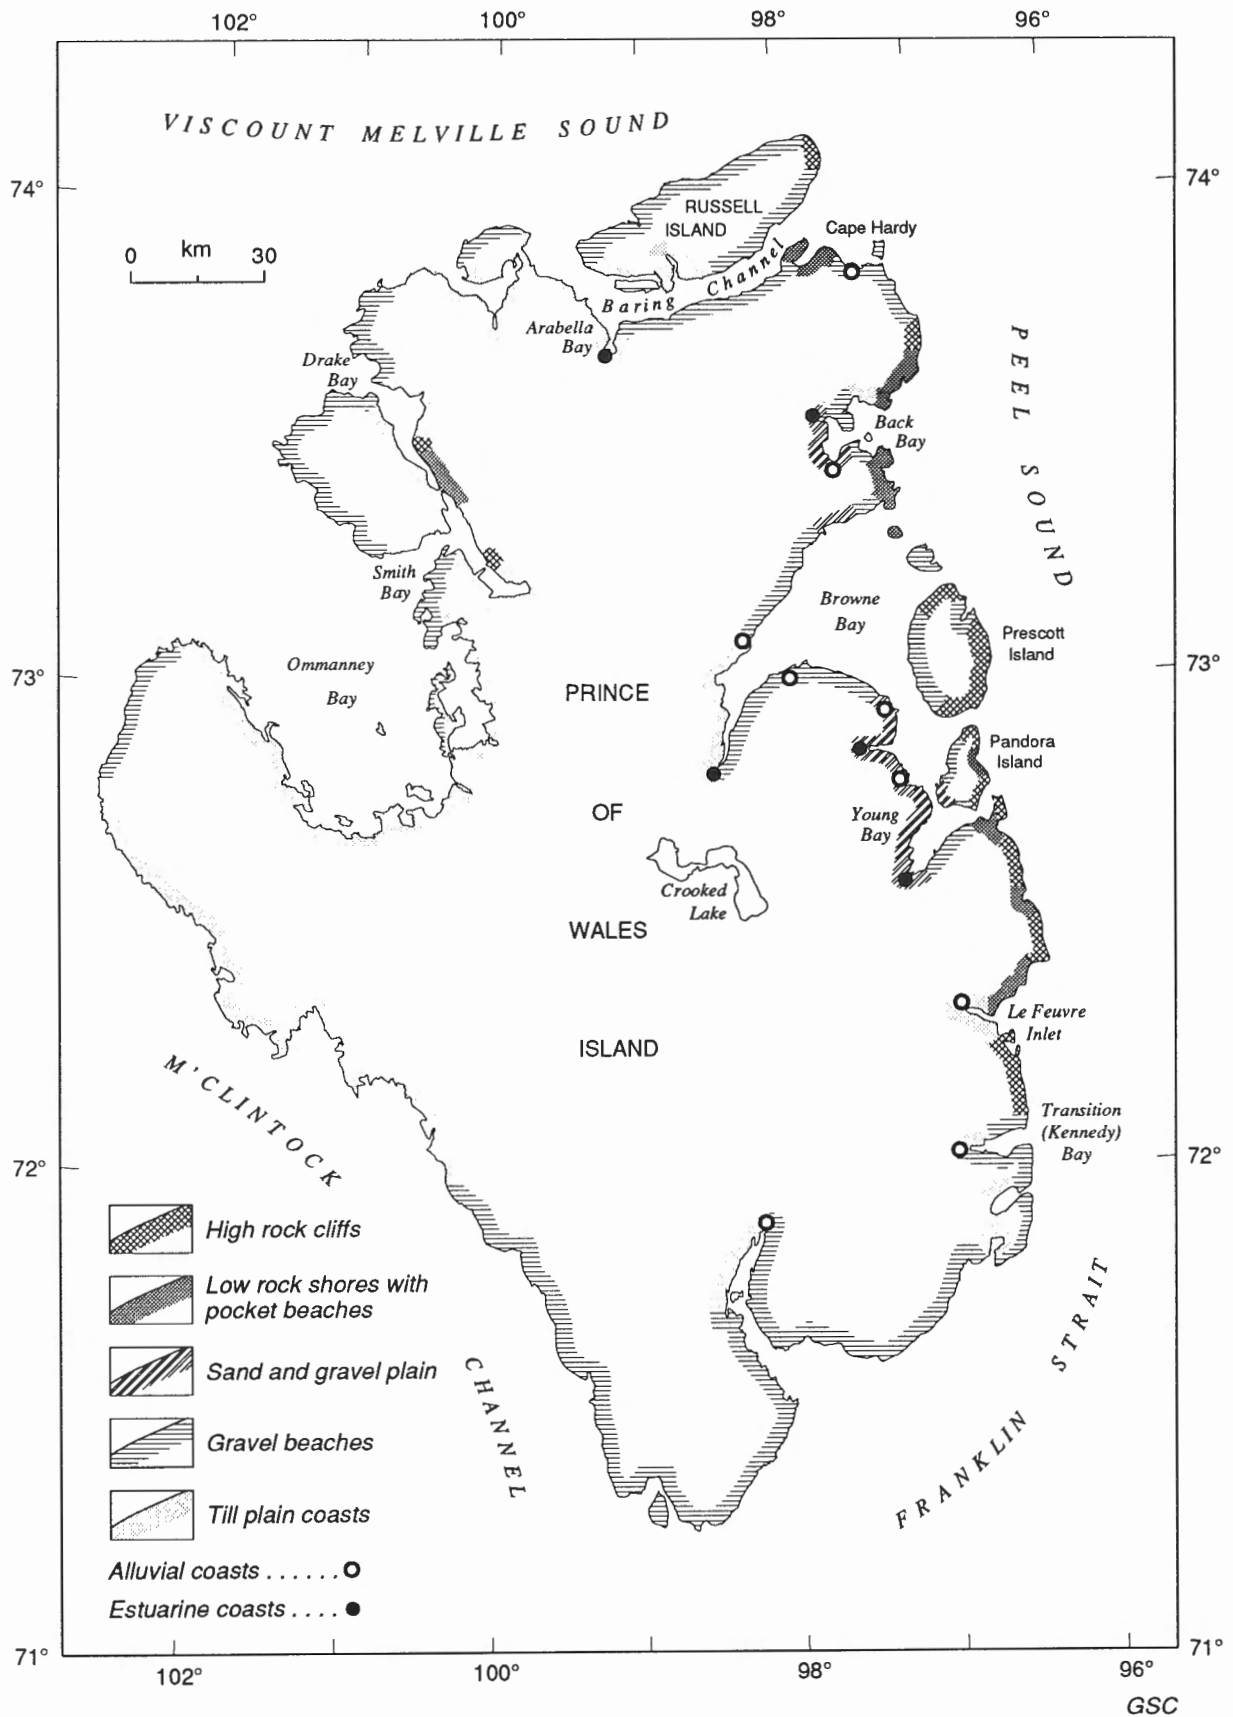 102° 100° 98° 96°
VISCOUNT MELVILLE SOUND
74° 74°
RUSSELL
ISLAND
Cape Hardy
km
0 30
Baring Channel
Arabella
Bay
Drake
Bay
PEEL SOUND
Back
Bay
Smith
Bay
Browne
Bay
Prescott
Island
Ommanney
Bay
73° 73°
PRINCE
Pandora
Island
OF
Young
Bay
Crooked
Lake
WALES
Le Feuvre
Inlet
ISLAND
M'CLINTOCK
Transition
(Kennedy)
Bay
72° 72°
High rock cliffs
Low rock shores with
pocket beaches
Sand and gravel plain
CHANNEL
FRANKLIN STRAIT
Gravel beaches
Till plain coasts
Alluvial coasts ......
Estuarine coasts ....
71° 71°
102° 100° 98° 96°
GSC